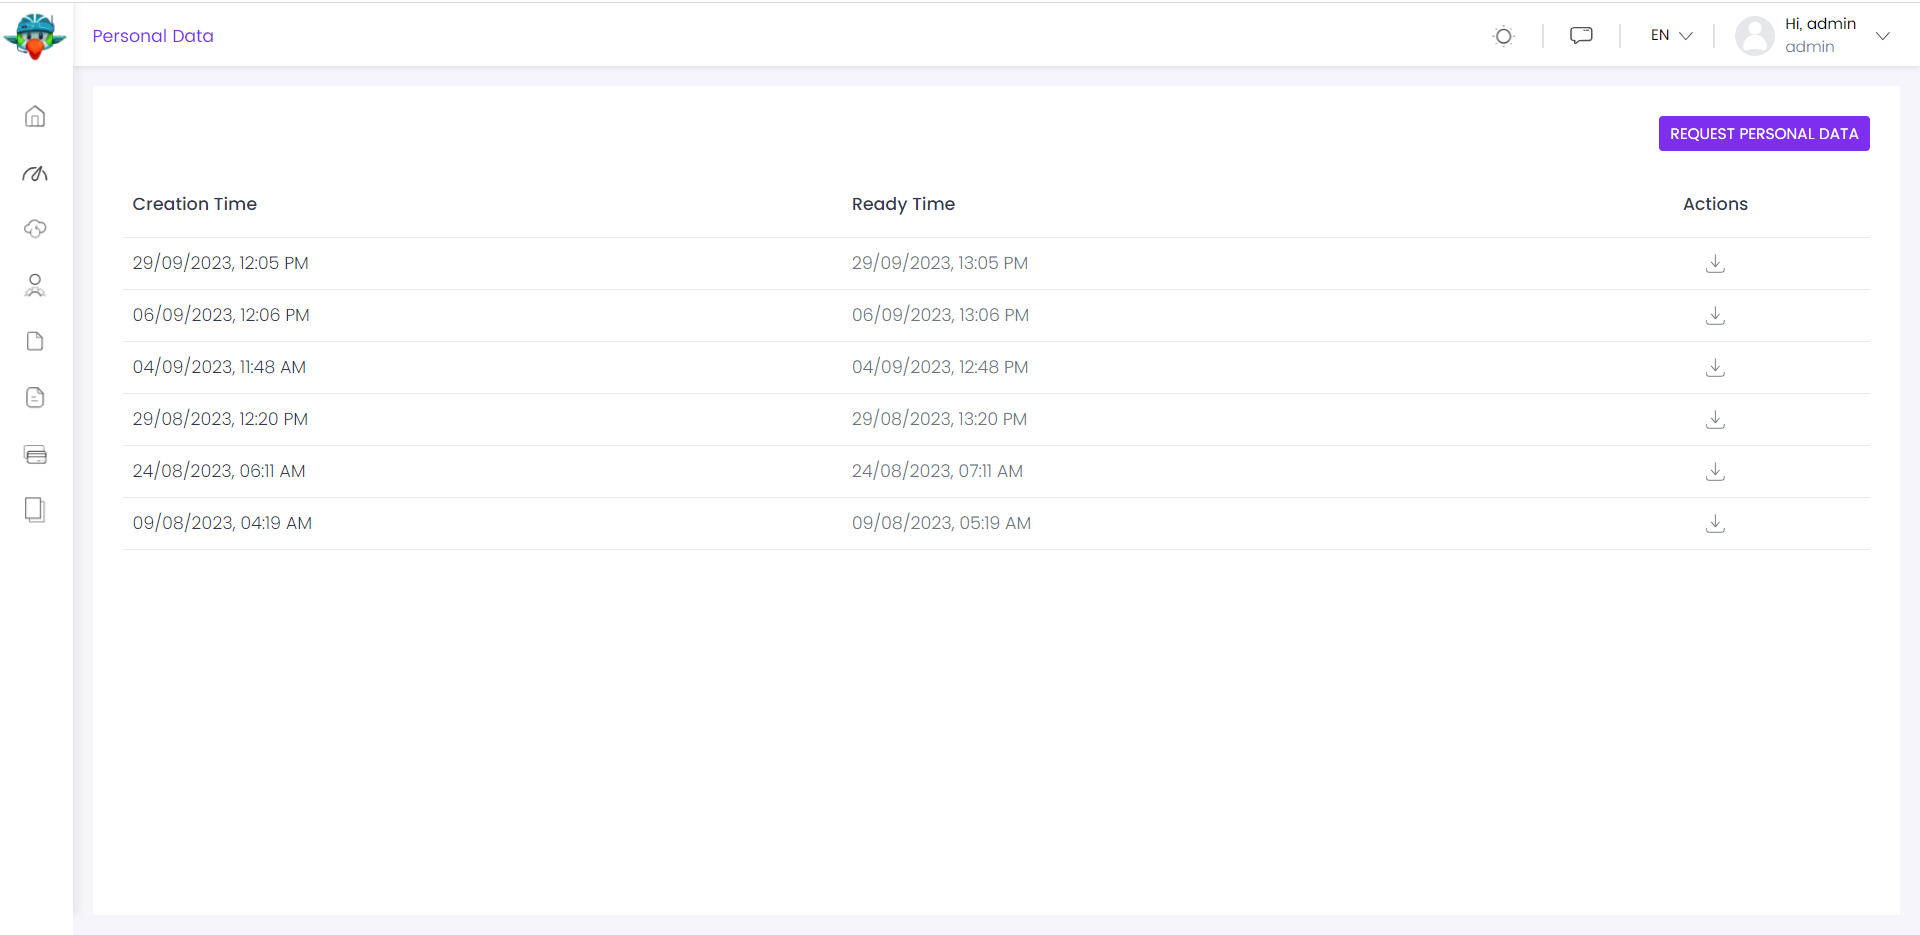 Personal Data
EN
Hi, admin
admin
REQUEST PERSONAL DATA
Creation Time Ready Time Actions
29/09/2023, 12:05 PM 29/09/2023, 13:05 PM
06/09/2023, 12:06 PM 06/09/2023, 13:06 PM
04/09/2023, 11:48 AM 04/09/2023, 12:48 PM
29/08/2023, 12:20 PM 29/08/2023, 13:20 PM
24/08/2023, 06:11 AM 24/08/2023, 07:11 AM
09/08/2023, 04:19 AM 09/08/2023, 05:19 AM